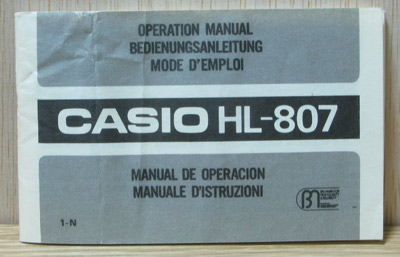 OPERATION MANUAL
BEDIENUNGSANLEITUNG
MODE D'EMPLOI
CASIO HL-807
MANUAL DE OPERACION
MANUALE D'ISTRUZIONI
1-N